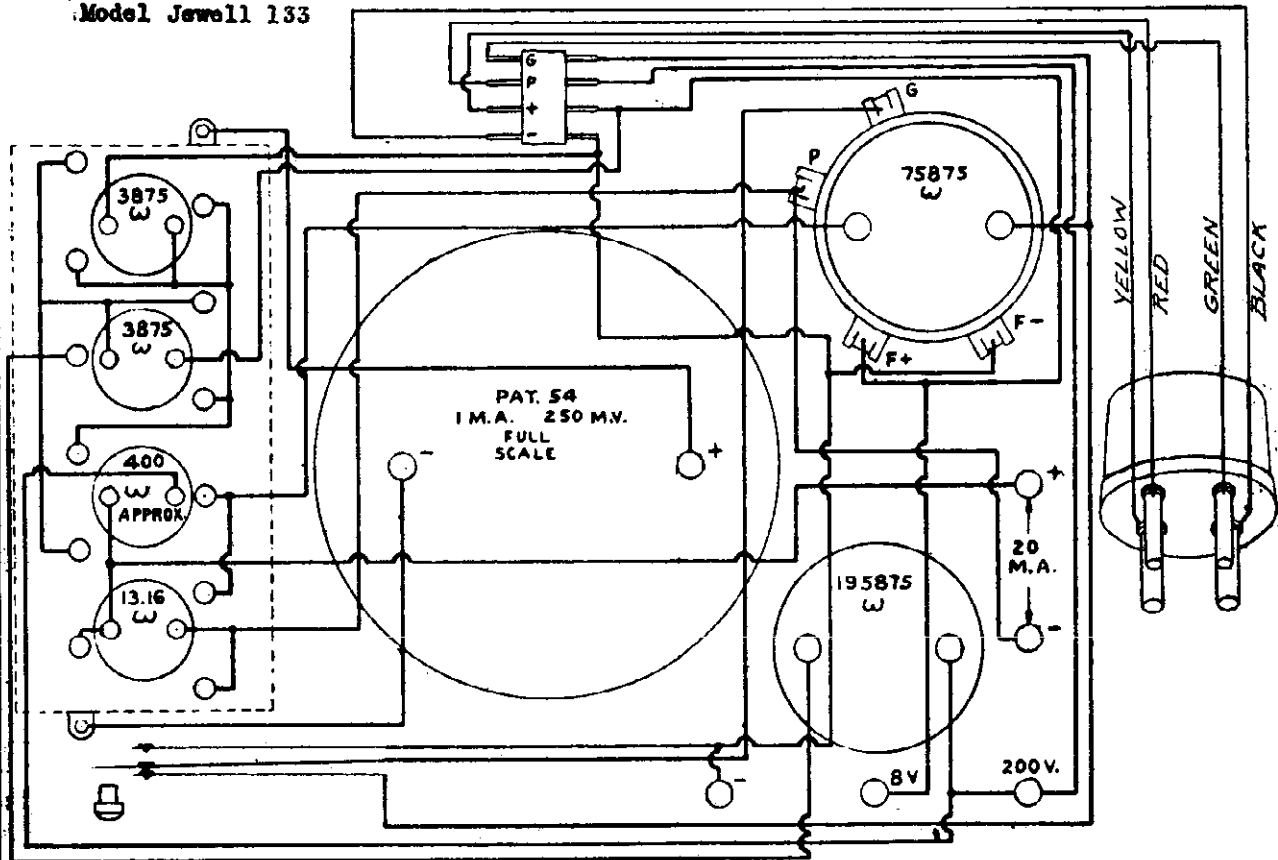 Model Jewell 133
G
P
+
-
G
P
75875
ω
F+
F-
YELLOW
RED
GREEN
BLACK
3875
ω
3875
ω
400
ω
APPROX.
13.16
ω
PAT. 54
1 M.A. 250 M.V.
FULL
SCALE
-
+
+
20
M.A.
-
195875
ω
-
8V
200V.